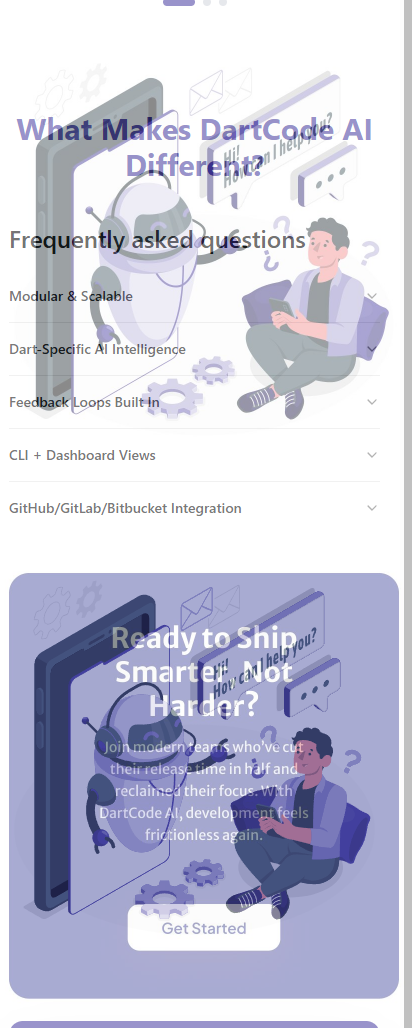 What Makes DartCode AI
Different?
Hi!
How can I help you?
Frequently asked questions
Modular & Scalable
Dart-Specific AI Intelligence
Feedback Loops Built In
CLI + Dashboard Views
GitHub/GitLab/Bitbucket Integration
Ready to Ship
Smarter, Not
Harder?
Hi!
How can I help you?
Join modern teams who've cut
their release time in half and
reclaimed their focus. With
DartCode AI, development feels
frictionless again.
Get Started